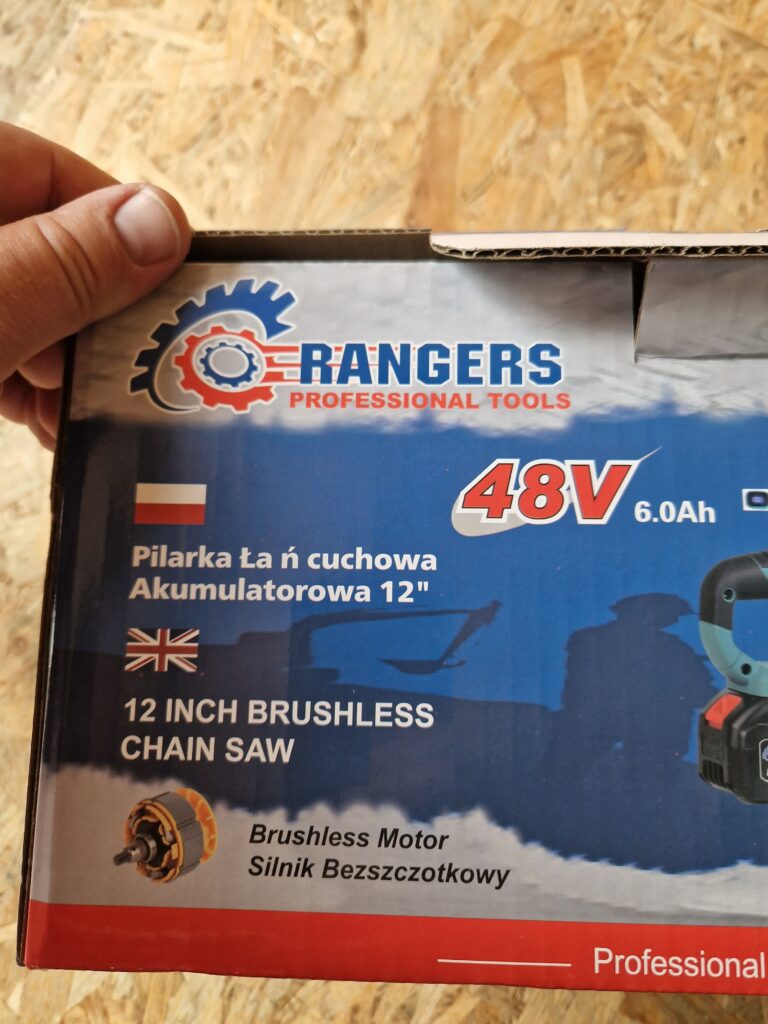 RANGERS
PROFESSIONAL TOOLS
48V 6.0Ah
Pilarka Ła ń cuchowa
Akumulatorowa 12"
12 INCH BRUSHLESS
CHAIN SAW
Brushless Motor
Silnik Bezszczotkowy
Professional